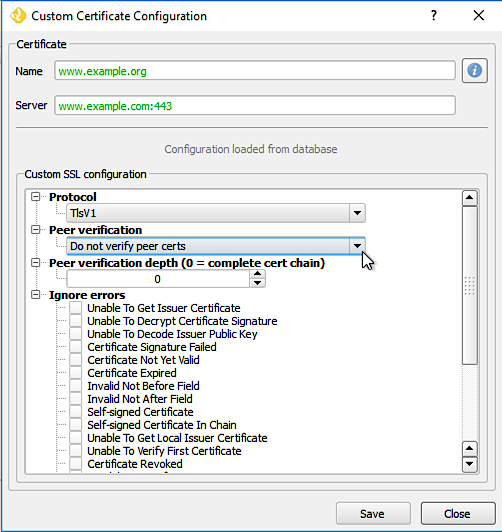 Custom Certificate Configuration
Certificate
Name www.example.org
Server www.example.com:443
Configuration loaded from database
Custom SSL configuration
Protocol
TlsV1
Peer verification
Do not verify peer certs
Peer verification depth (0 = complete cert chain)
0
Ignore errors
Unable To Get Issuer Certificate
Unable To Decrypt Certificate Signature
Unable To Decode Issuer Public Key
Certificate Signature Failed
Certificate Not Yet Valid
Certificate Expired
Invalid Not Before Field
Invalid Not After Field
Self-signed Certificate
Self-signed Certificate In Chain
Unable To Get Local Issuer Certificate
Unable To Verify First Certificate
Certificate Revoked
Save Close